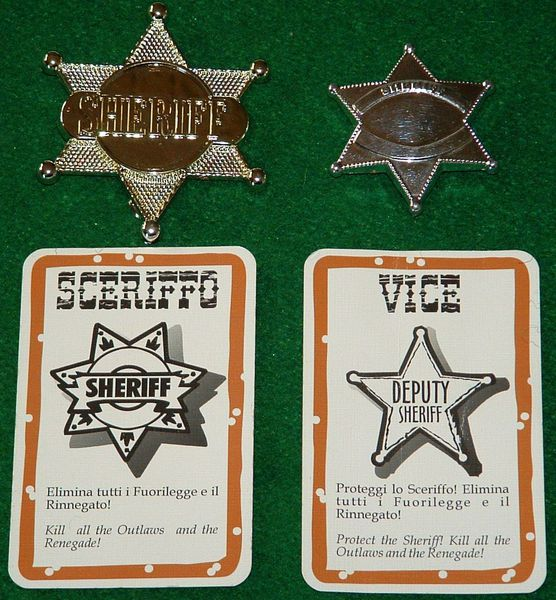 SHERIFF
SCERIFFO
SHERIFF
Elimina tutti i Fuorilegge e il
Rinnegato!
Kill all the Outlaws and the
Renegade!
VICE
DEPUTY
SHERIFF
Proteggi lo Sceriffo! Elimina
tutti i Fuorilegge e il
Rinnegato!
Protect the Sheriff! Kill all the
Outlaws and the Renegade!